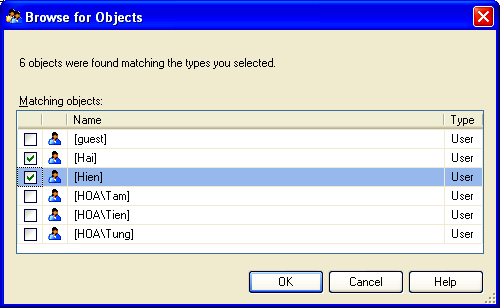 Browse for Objects
6 objects were found matching the types you selected.
Matching objects:
Name Type
[guest] User
[Hai] User
[Hien] User
[HOA\Tam] User
[HOA\Tien] User
[HOA\Tung] User
OK Cancel Help